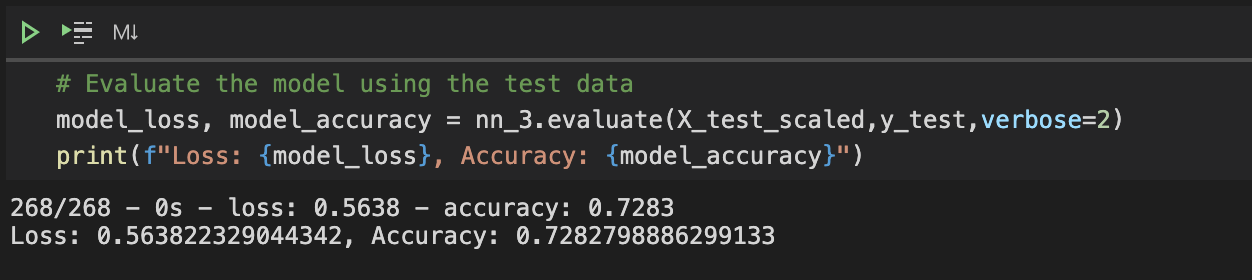 M↓
# Evaluate the model using the test data
model_loss, model_accuracy = nn_3.evaluate(X_test_scaled,y_test,verbose=2)
print(f"Loss: {model_loss}, Accuracy: {model_accuracy}")
268/268 - 0s - loss: 0.5638 - accuracy: 0.7283
Loss: 0.563822329044342, Accuracy: 0.7282798886299133